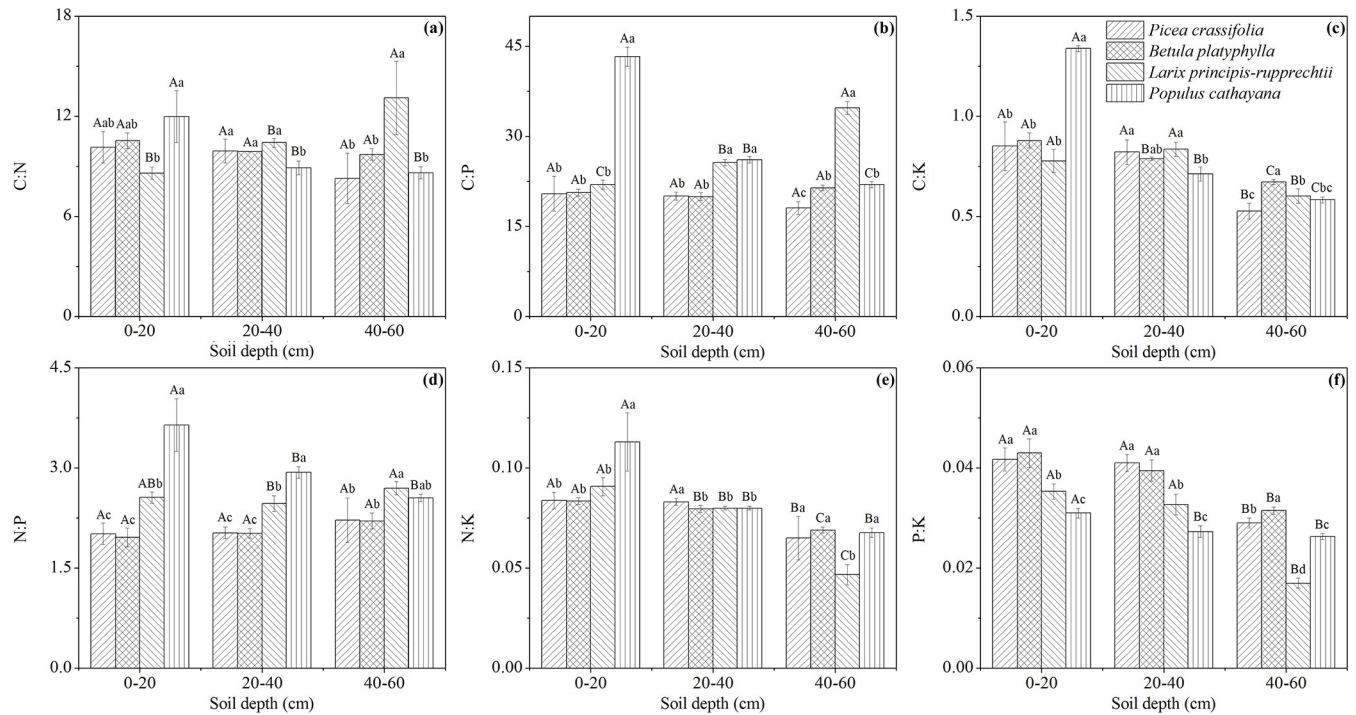 18
12
6
0
C:N
(a)
Aab Aab Bb Aa
Aa Aa Ba Bb
Ab Ab Aa Bb
0-20 20-40 40-60
Soil depth (cm)
45
30
15
0
C:P
(b)
Ab Ab Cb Aa
Ab Ab Ba Ba
Ac Ab Aa Cb
0-20 20-40 40-60
Soil depth (cm)
1.5
1.0
0.5
0.0
C:K
(c)
Picea crassifolia
Betula platyphylla
Larix principis-rupprechtii
Populus cathayana
Ab Ab Ab Aa
Aa Bab Aa Bb
Bc Ca Bb Cbc
0-20 20-40 40-60
Soil depth (cm)
4.5
3.0
1.5
0.0
N:P
(d)
Ac Ac ABb Aa
Ac Ac Bb Ba
Ab Ab Aa Bab
0-20 20-40 40-60
Soil depth (cm)
0.15
0.10
0.05
0.00
N:K
(e)
Ab Ab Ab Aa
Aa Bb Bb Bb
Ba Ca Cb Ba
0-20 20-40 40-60
Soil depth (cm)
0.06
0.04
0.02
0.00
P:K
(f)
Aa Aa Ab Ac
Aa Aa Ab Bc
Bb Ba Bd Bc
0-20 20-40 40-60
Soil depth (cm)